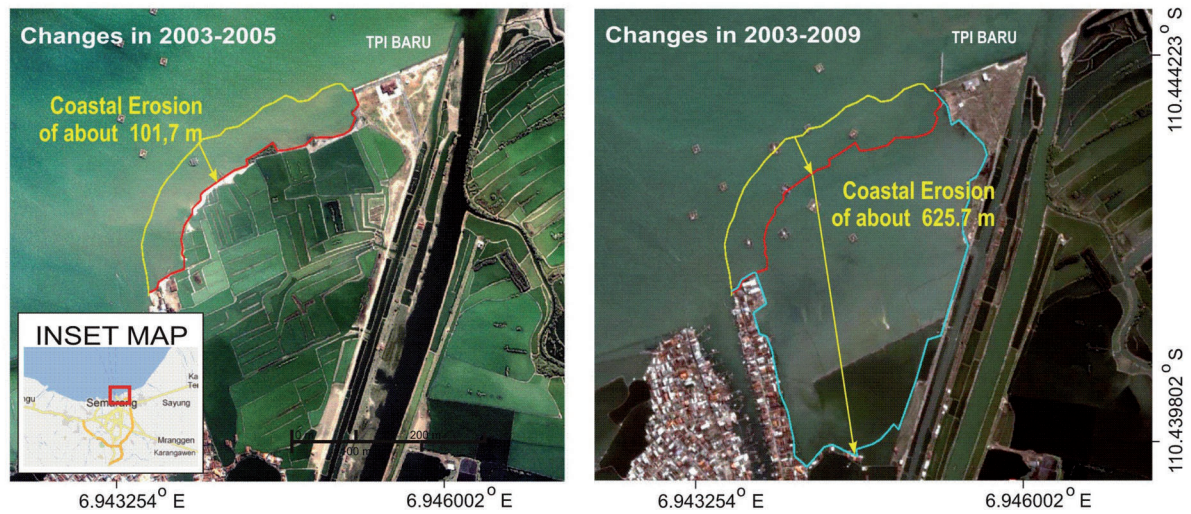 Changes in 2003-2005
TPI BARU
Coastal Erosion
of about 101,7 m
INSET MAP
Semarang
Sayung
Mranggen
Karangawen
200 m
6.943254° E
6.946002° E
Changes in 2003-2009
TPI BARU
Coastal Erosion
of about 625.7 m
6.943254° E
6.946002° E
110.444223° S
110.439802° S